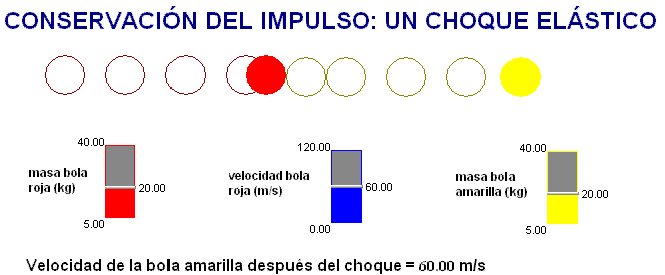 CONSERVACIÓN DEL IMPULSO: UN CHOQUE ELÁSTICO
40.00
masa bola
roja (kg)
20.00
5.00
120.00
velocidad bola
roja (m/s)
60.00
0.00
40.00
masa bola
amarilla (kg)
20.00
5.00
Velocidad de la bola amarilla después del choque = 60.00 m/s